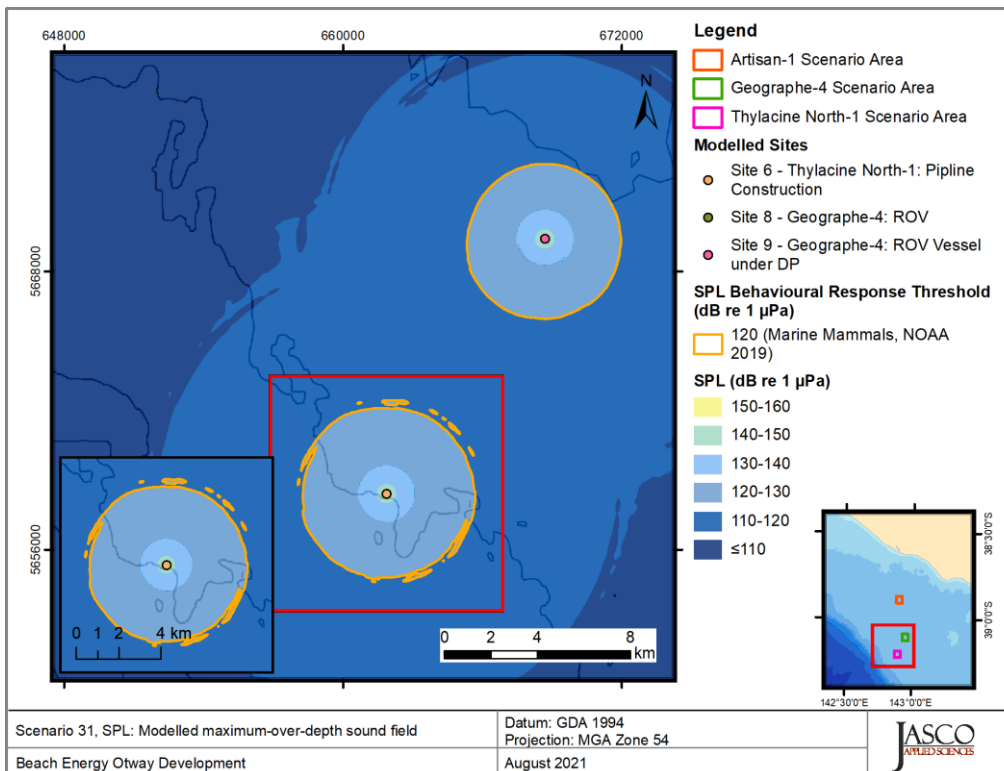 648000
660000
672000
5668000
5656000
N
0 1 2 4 km
0 2 4 8
km
Legend
Artisan-1 Scenario Area
Geographe-4 Scenario Area
Thylacine North-1 Scenario Area
Modelled Sites
Site 6 - Thylacine North-1: Pipline
Construction
Site 8 - Geographe-4: ROV
Site 9 - Geographe-4: ROV Vessel
under DP
SPL Behavioural Response Threshold
(dB re 1 µPa)
120 (Marine Mammals, NOAA
2019)
SPL (dB re 1 µPa)
150-160
140-150
130-140
120-130
110-120
≤110
38°30'0"S
39°0'0"S
142°30'0"E
143°0'0"E
Scenario 31, SPL: Modelled maximum-over-depth sound field
Beach Energy Otway Development
Datum: GDA 1994
Projection: MGA Zone 54
August 2021
JASCO
APPLIED SCIENCES